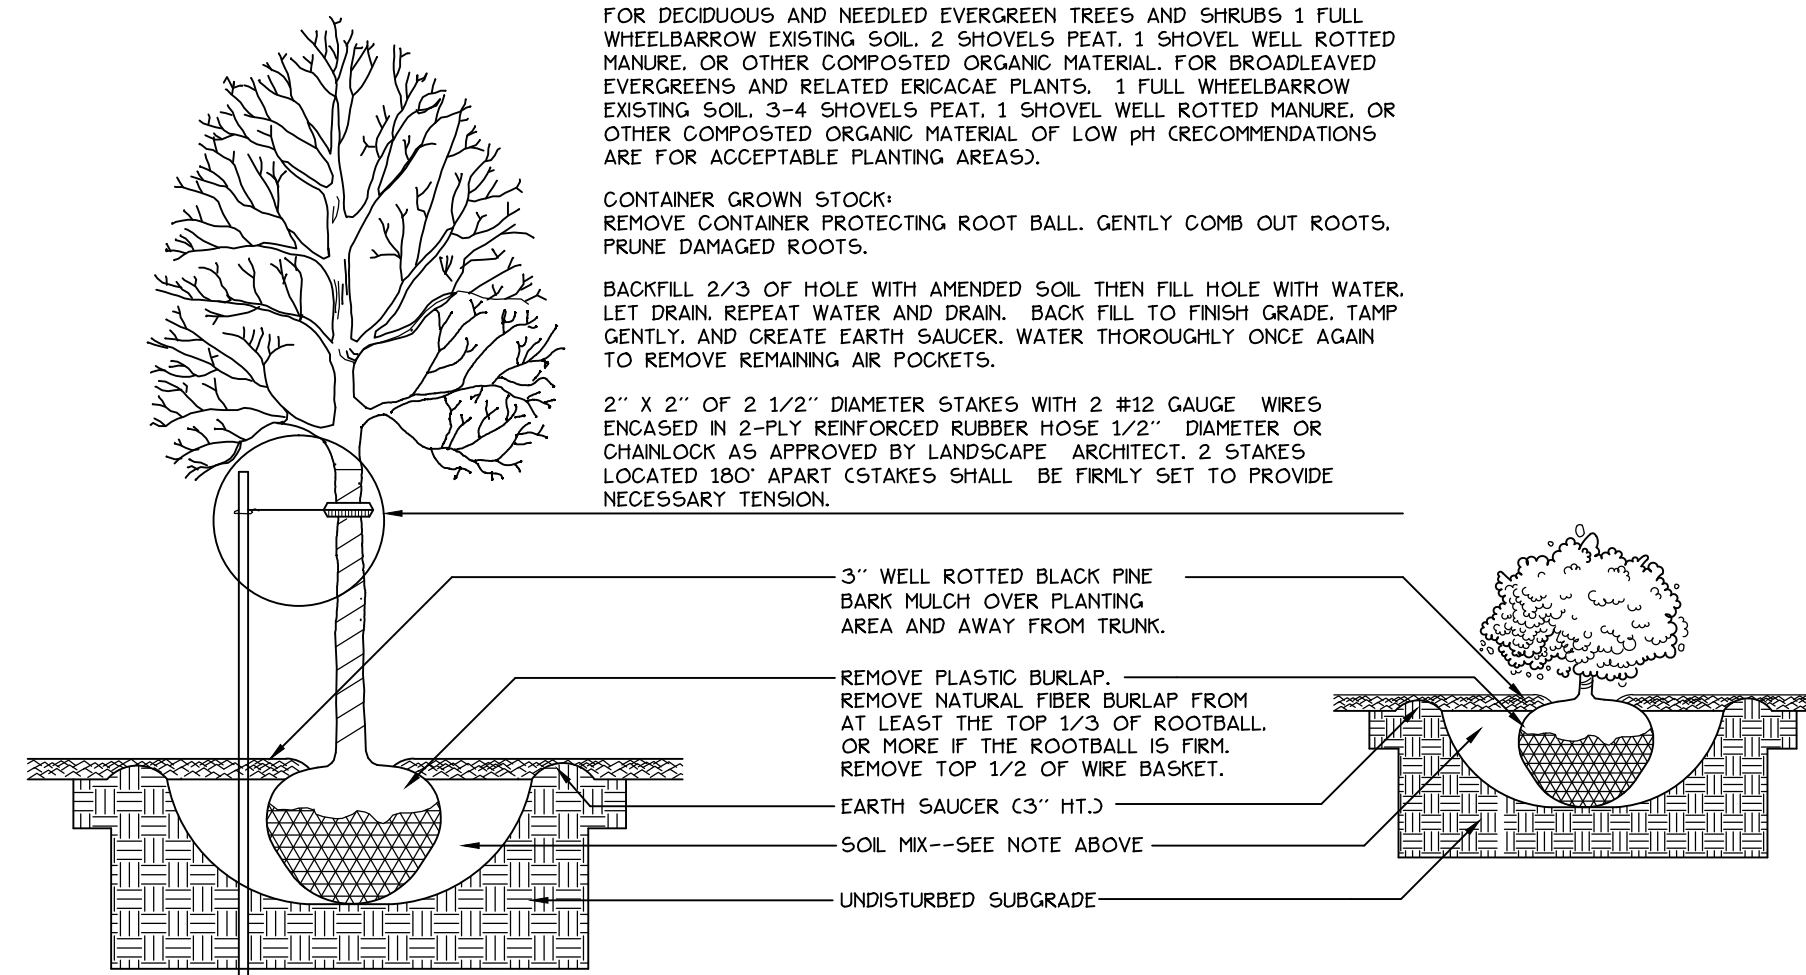 FOR DECIDUOUS AND NEEDLED EVERGREEN TREES AND SHRUBS 1 FULL
WHEELBARROW EXISTING SOIL, 2 SHOVELS PEAT, 1 SHOVEL WELL ROTTED
MANURE, OR OTHER COMPOSTED ORGANIC MATERIAL. FOR BROADLEAVED
EVERGREENS AND RELATED ERICACAE PLANTS, 1 FULL WHEELBARROW
EXISTING SOIL, 3-4 SHOVELS PEAT, 1 SHOVEL WELL ROTTED MANURE, OR
OTHER COMPOSTED ORGANIC MATERIAL OF LOW pH (RECOMMENDATIONS
ARE FOR ACCEPTABLE PLANTING AREAS).
CONTAINER GROWN STOCK:
REMOVE CONTAINER PROTECTING ROOT BALL. GENTLY COMB OUT ROOTS,
PRUNE DAMAGED ROOTS.
BACKFILL 2/3 OF HOLE WITH AMENDED SOIL THEN FILL HOLE WITH WATER,
LET DRAIN, REPEAT WATER AND DRAIN. BACK FILL TO FINISH GRADE, TAMP
GENTLY, AND CREATE EARTH SAUCER. WATER THOROUGHLY ONCE AGAIN
TO REMOVE REMAINING AIR POCKETS.
2" X 2" OF 2 1/2" DIAMETER STAKES WITH 2 #12 GAUGE WIRES
ENCASED IN 2-PLY REINFORCED RUBBER HOSE 1/2" DIAMETER OR
CHAINLOCK AS APPROVED BY LANDSCAPE ARCHITECT. 2 STAKES
LOCATED 180° APART (STAKES SHALL BE FIRMLY SET TO PROVIDE
NECESSARY TENSION.
3" WELL ROTTED BLACK PINE
BARK MULCH OVER PLANTING
AREA AND AWAY FROM TRUNK.
REMOVE PLASTIC BURLAP.
REMOVE NATURAL FIBER BURLAP FROM
AT LEAST THE TOP 1/3 OF ROOTBALL,
OR MORE IF THE ROOTBALL IS FIRM.
REMOVE TOP 1/2 OF WIRE BASKET.
EARTH SAUCER (3" HT.)
SOIL MIX--SEE NOTE ABOVE
UNDISTURBED SUBGRADE